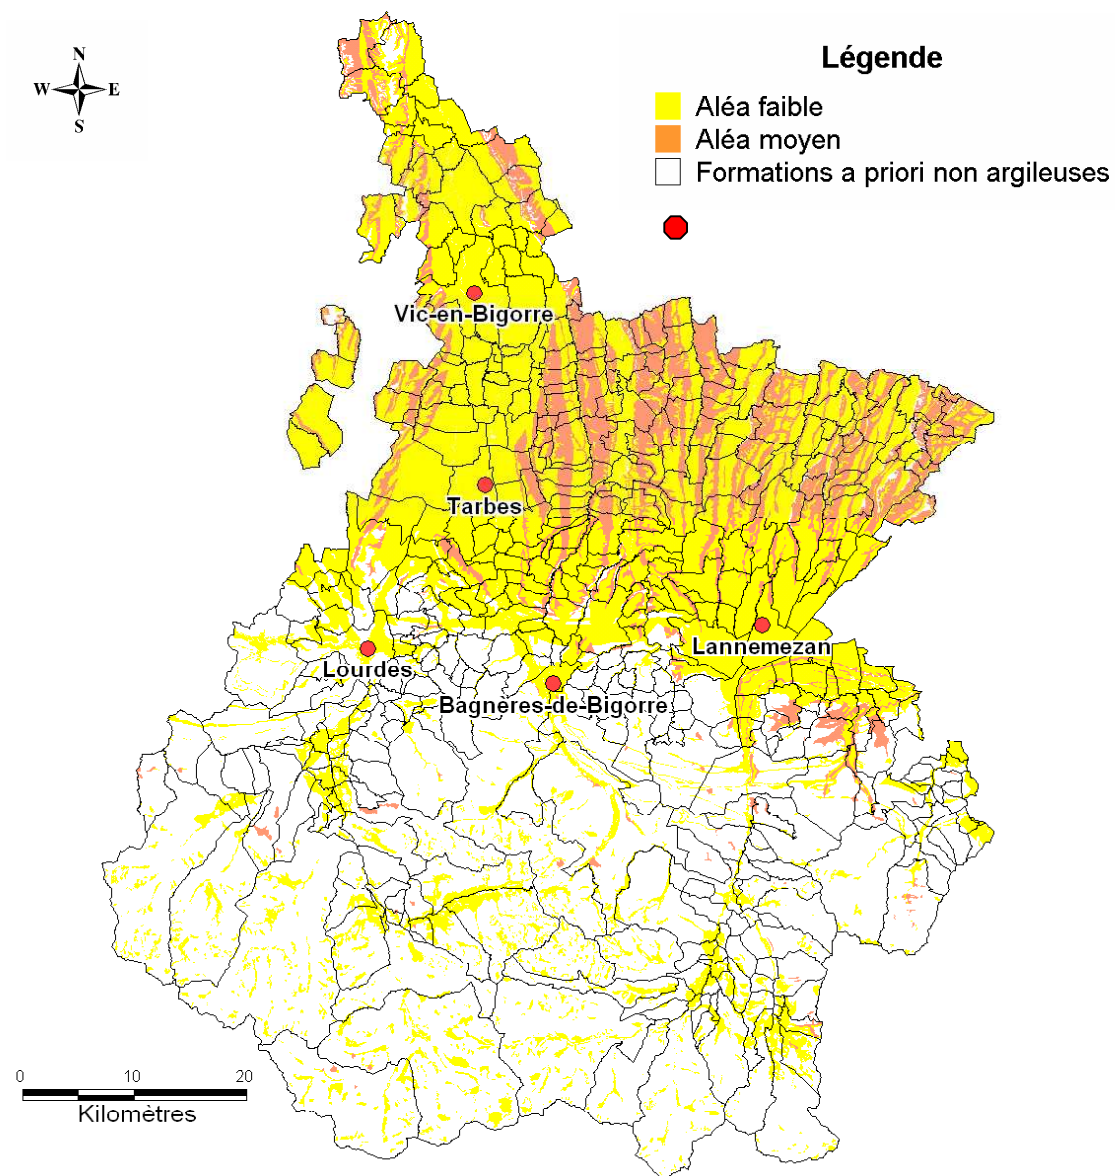 N
W E
S
Légende
Aléa faible
Aléa moyen
Formations a priori non argileuses
Vic-en-Bigorre
Tarbes
Lannemezan
Lourdes
Bagnères-de-Bigorre
0 10 20
Kilomètres